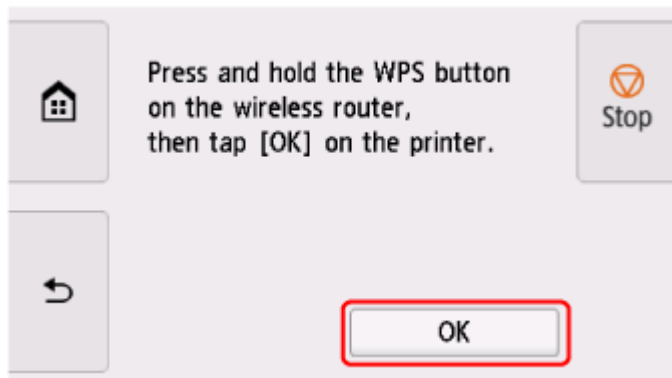 Press and hold the WPS button
on the wireless router,
then tap [OK] on the printer.
Stop
OK